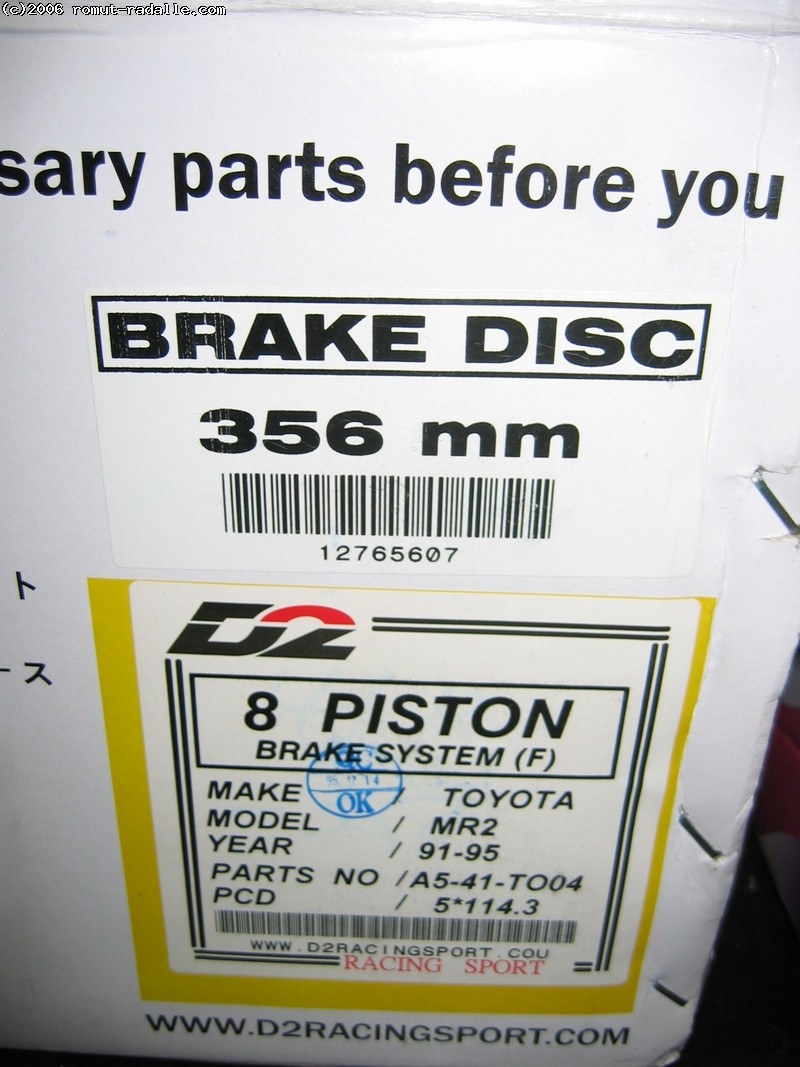 (c)2006 romut-radalle.com
sary parts before you
BRAKE DISC
356 mm
12765607
ト
ース
D2
8 PISTON
BRAKE SYSTEM (F)
QC
OK
MAKE / TOYOTA
MODEL / MR2
YEAR / 91-95
PARTS NO / A5-41-TO04
PCD / 5*114.3
WWW.D2RACINGSPORT.COU
RACING SPORT
WWW.D2RACINGSPORT.COM